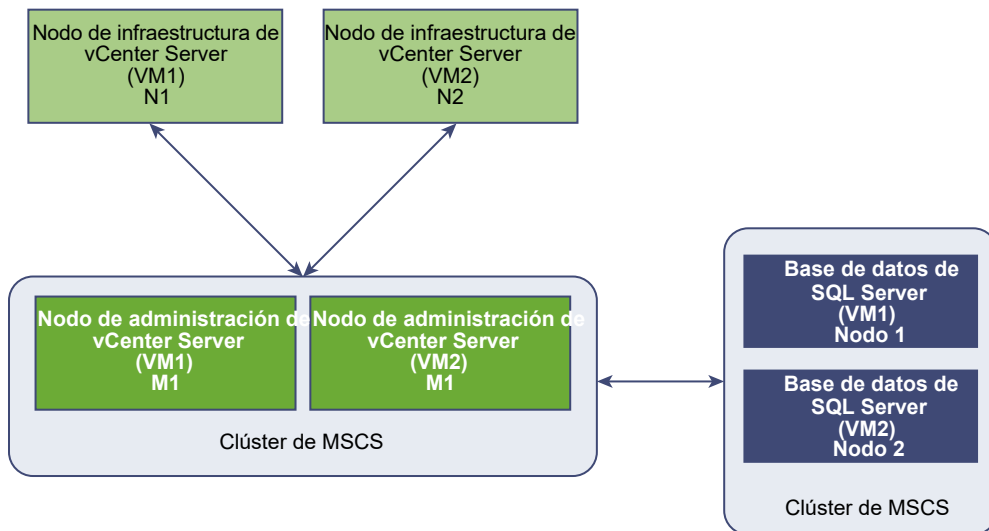 Nodo de infraestructura de
vCenter Server
(VM1)
N1
Nodo de infraestructura de
vCenter Server
(VM2)
N2
Nodo de administración de
vCenter Server
(VM1)
M1
Nodo de administración de
vCenter Server
(VM2)
M1
Clúster de MSCS
Base de datos de
SQL Server
(VM1)
Nodo 1
Base de datos de
SQL Server
(VM2)
Nodo 2
Clúster de MSCS